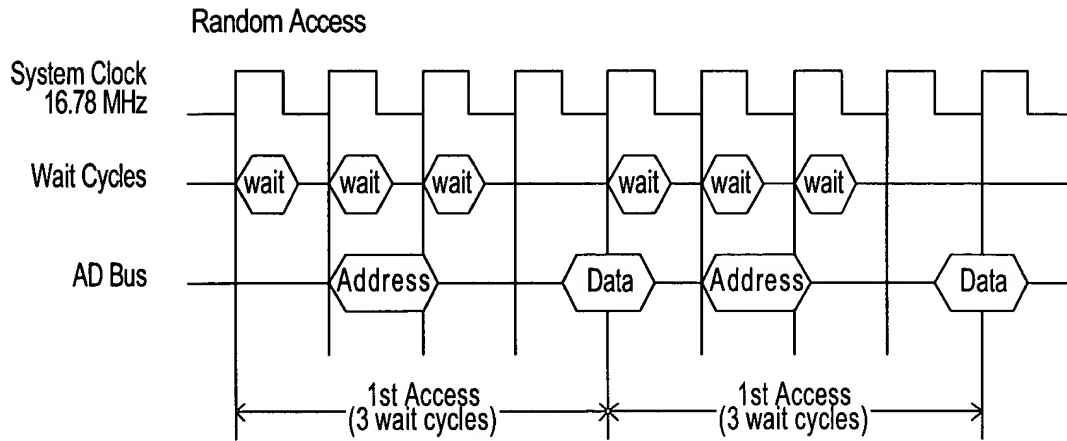 Random Access
System Clock
16.78 MHz
Wait Cycles
wait wait wait wait wait wait
AD Bus
Address Data Address Data
1st Access
(3 wait cycles)
1st Access
(3 wait cycles)